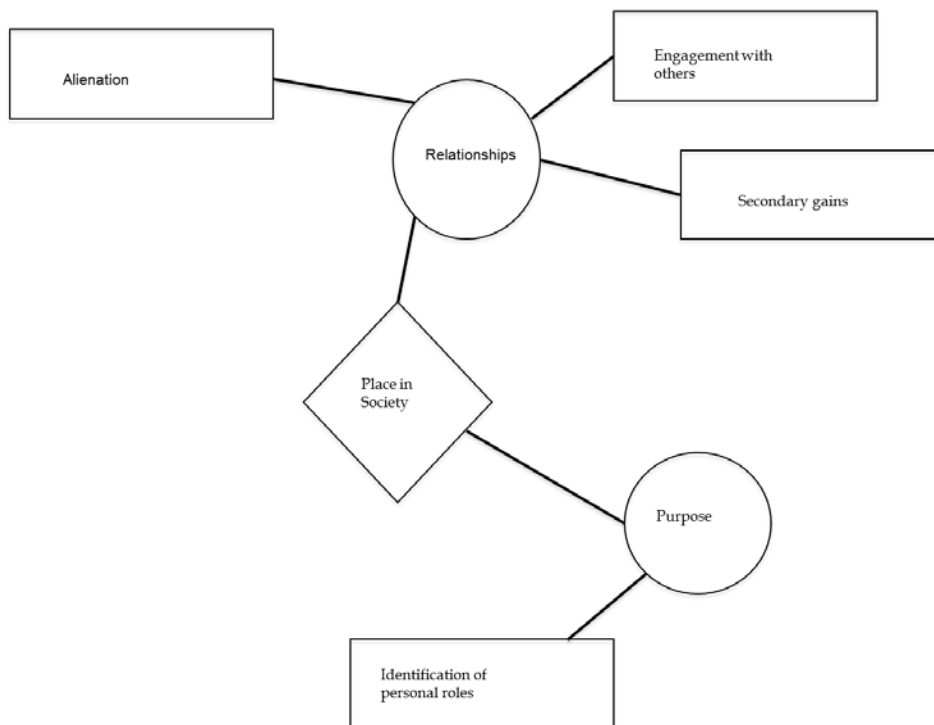 Alienation
Engagement with
others
Relationships
Secondary gains
Place in
Society
Purpose
Identification of
personal roles